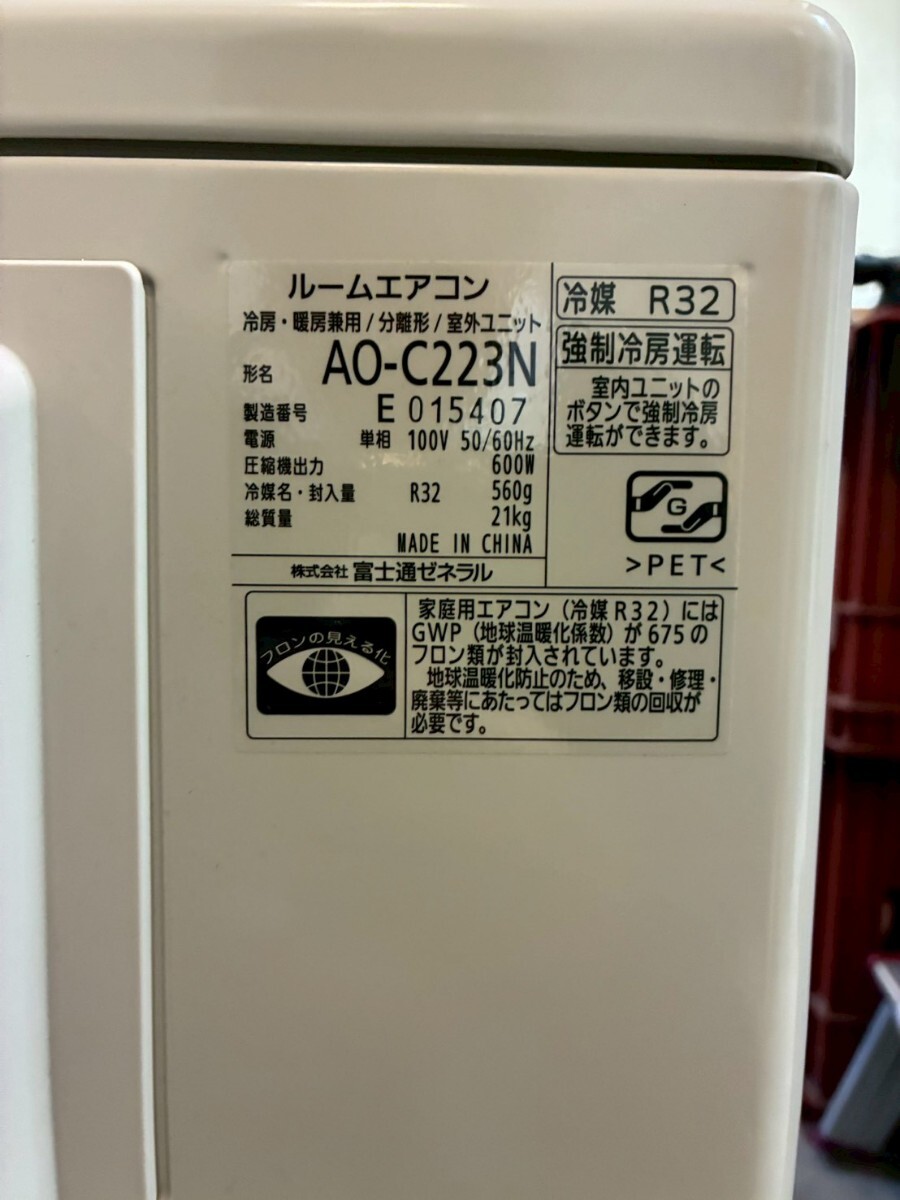 ルームエアコン
冷房・暖房兼用/分離形/室外ユニット
形名 AO-C223N
製造番号 E 015407
電源 単相 100V 50/60Hz
圧縮機出力 600W
冷媒名・封入量 R32 560g
総質量 21kg
MADE IN CHINA
株式会社 富士通ゼネラル
冷媒 R32
強制冷房運転
室内ユニットの
ボタンで強制冷房
運転ができます。
G
>PET<
フロンの見える化
家庭用エアコン（冷媒R32）には
GWP（地球温暖化係数）が675の
フロン類が封入されています。
地球温暖化防止のため、移設・修理・
廃棄等にあたってはフロン類の回収が
必要です。